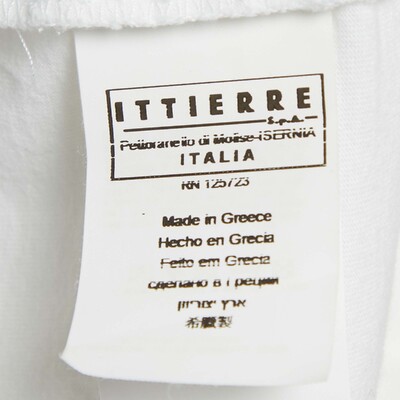 ITTIERRE
S.p.A.
Pettoranello di Molise-ISERNIA
ITALIA
RN 125723
Made in Greece
Hecho en Grecia
Feito em Grecia
сделано в Греции
ארץ יצרן יוון
希臘製